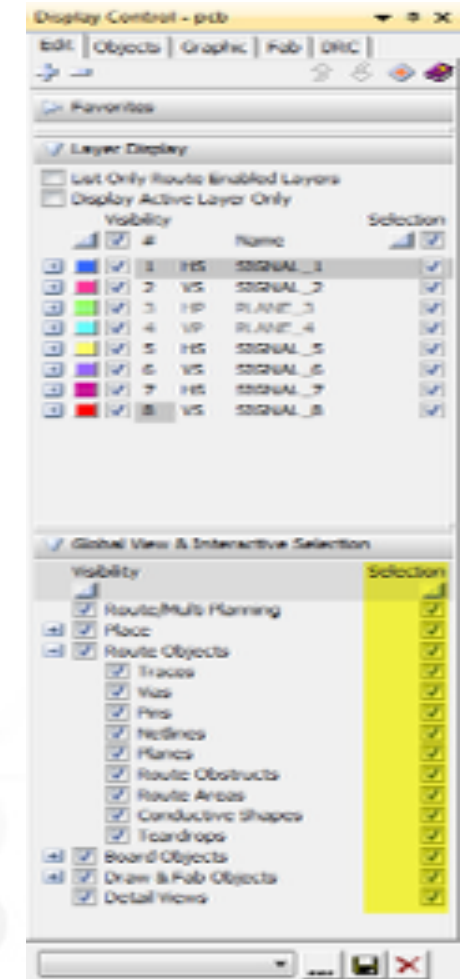 Display Control - pcb
Edit Objects Graphic Fab DRC
Favorites
Layer Display
List Only Route Enabled Layers
Display Active Layer Only
Visibility Selection
# Name
1 HS SIGNAL_1
2 VS SIGNAL_2
3 HP PLANE_3
4 VP PLANE_4
5 HS SIGNAL_5
6 VS SIGNAL_6
7 HS SIGNAL_7
8 VS SIGNAL_8
Global View & Interactive Selection
Visibility Selection
Route/Multi Planning
Place
Route Objects
Traces
Vias
Pins
Netlines
Planes
Route Obstructs
Route Areas
Conductive Shapes
Teardrops
Board Objects
Draw & Fab Objects
Detail Views
...